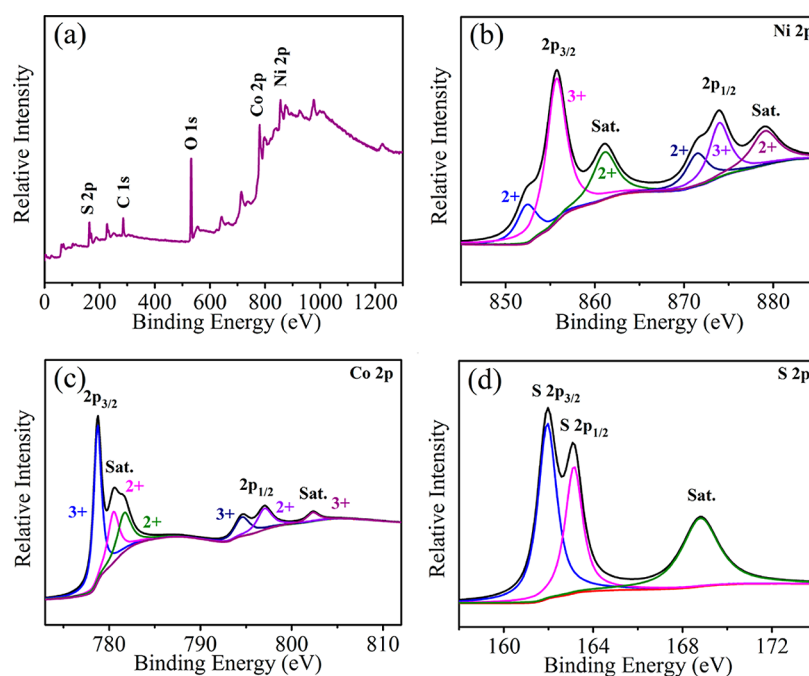 (a)
Relative Intensity
S 2p
C 1s
O 1s
Co 2p
Ni 2p
0 200 400 600 800 1000 1200
Binding Energy (eV)
(b)
Ni 2p
Relative Intensity
2p3/2
3+
2+
Sat.
2+
2p1/2
2+
3+
Sat.
2+
850 860 870 880
Binding Energy (eV)
(c)
Co 2p
Relative Intensity
2p3/2
3+
Sat.
2+
2+
2p1/2
3+
2+
Sat.
3+
780 790 800 810
Binding Energy (eV)
(d)
S 2p
Relative Intensity
S 2p3/2
S 2p1/2
Sat.
160 164 168 172
Binding Energy (eV)